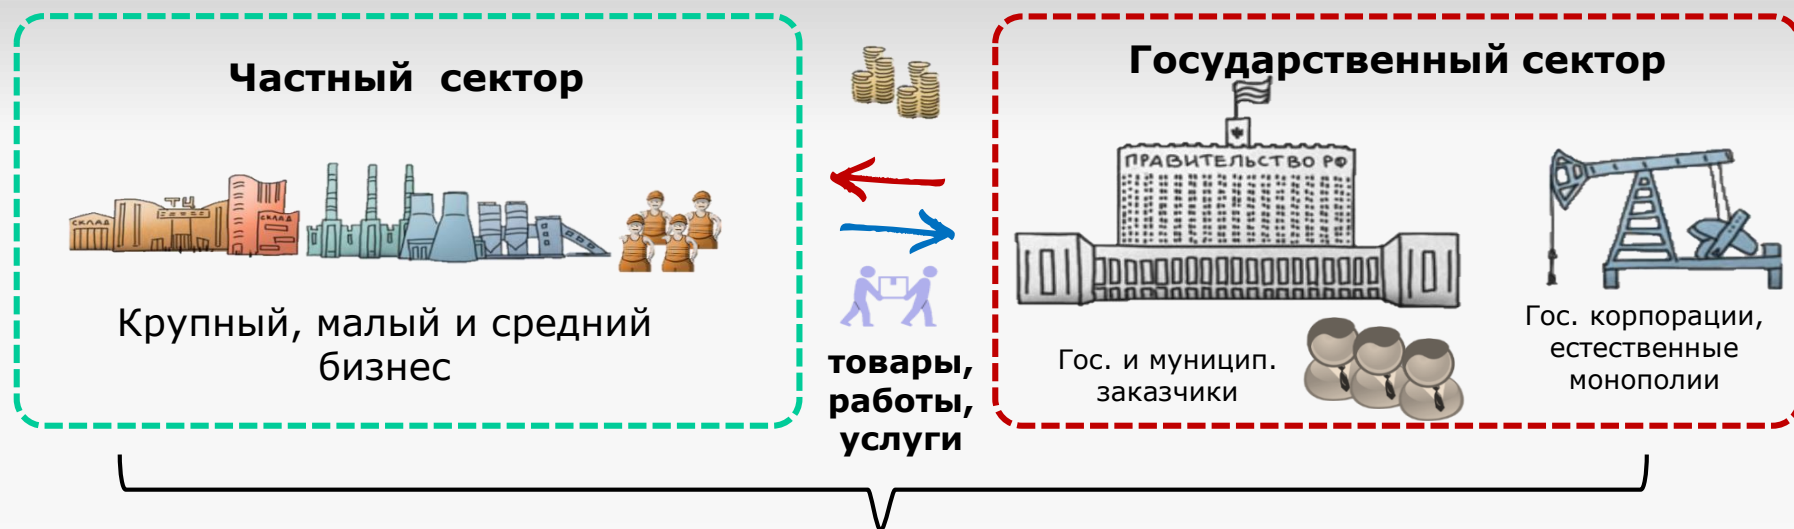 Частный сектор
СКЛАД
ТЦ
СКЛАД
Крупный, малый и средний
бизнес
товары,
работы,
услуги
Государственный сектор
ПРАВИТЕЛЬСТВО РФ
Гос. и муницип.
заказчики
Гос. корпорации,
естественные
монополии